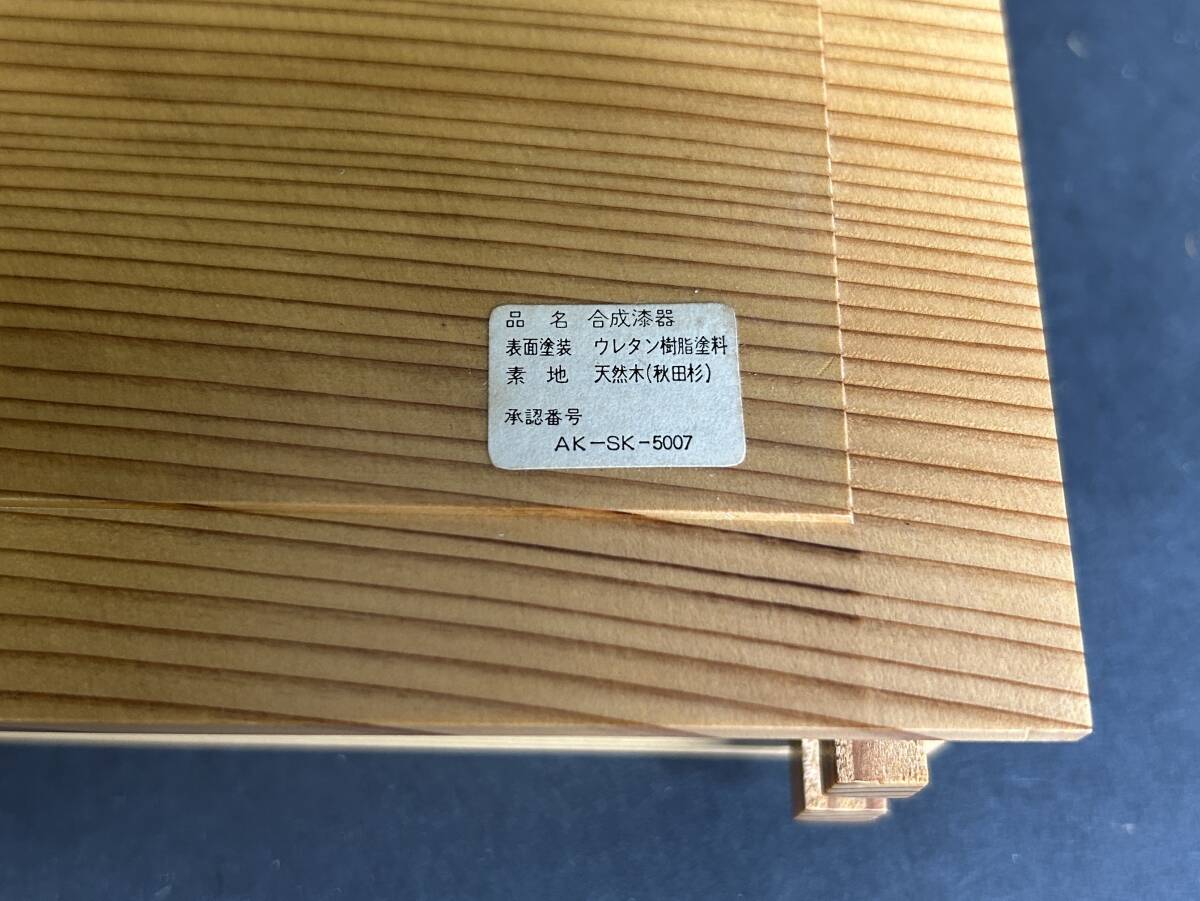 品 名 合成漆器
表面塗装 ウレタン樹脂塗料
素 地 天然木(秋田杉)
承認番号
AK-SK-5007